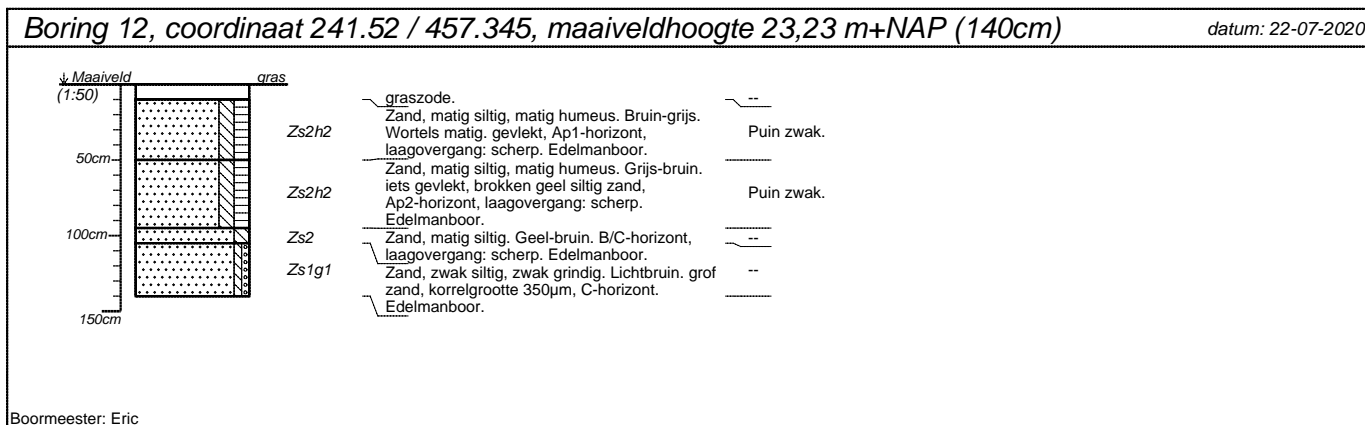 Boring 12, coordinaat 241.52 / 457.345, maaiveldhoogte 23,23 m+NAP (140cm)
datum: 22-07-2020
Maaiveld
gras
(1:50)
graszode.
--
Zs2h2
Zand, matig siltig, matig humeus. Bruin-grijs.
Wortels matig. gevlekt, Ap1-horizont,
laagovergang: scherp. Edelmanboor.
Puin zwak.
50cm
Zs2h2
Zand, matig siltig, matig humeus. Grijs-bruin.
iets gevlekt, brokken geel siltig zand,
Ap2-horizont, laagovergang: scherp.
Edelmanboor.
Puin zwak.
100cm
Zs2
Zand, matig siltig. Geel-bruin. B/C-horizont,
laagovergang: scherp. Edelmanboor.
--
Zs1g1
Zand, zwak siltig, zwak grindig. Lichtbruin. grof
zand, korrelgrootte 350µm, C-horizont.
Edelmanboor.
--
150cm
Boormeester: Eric